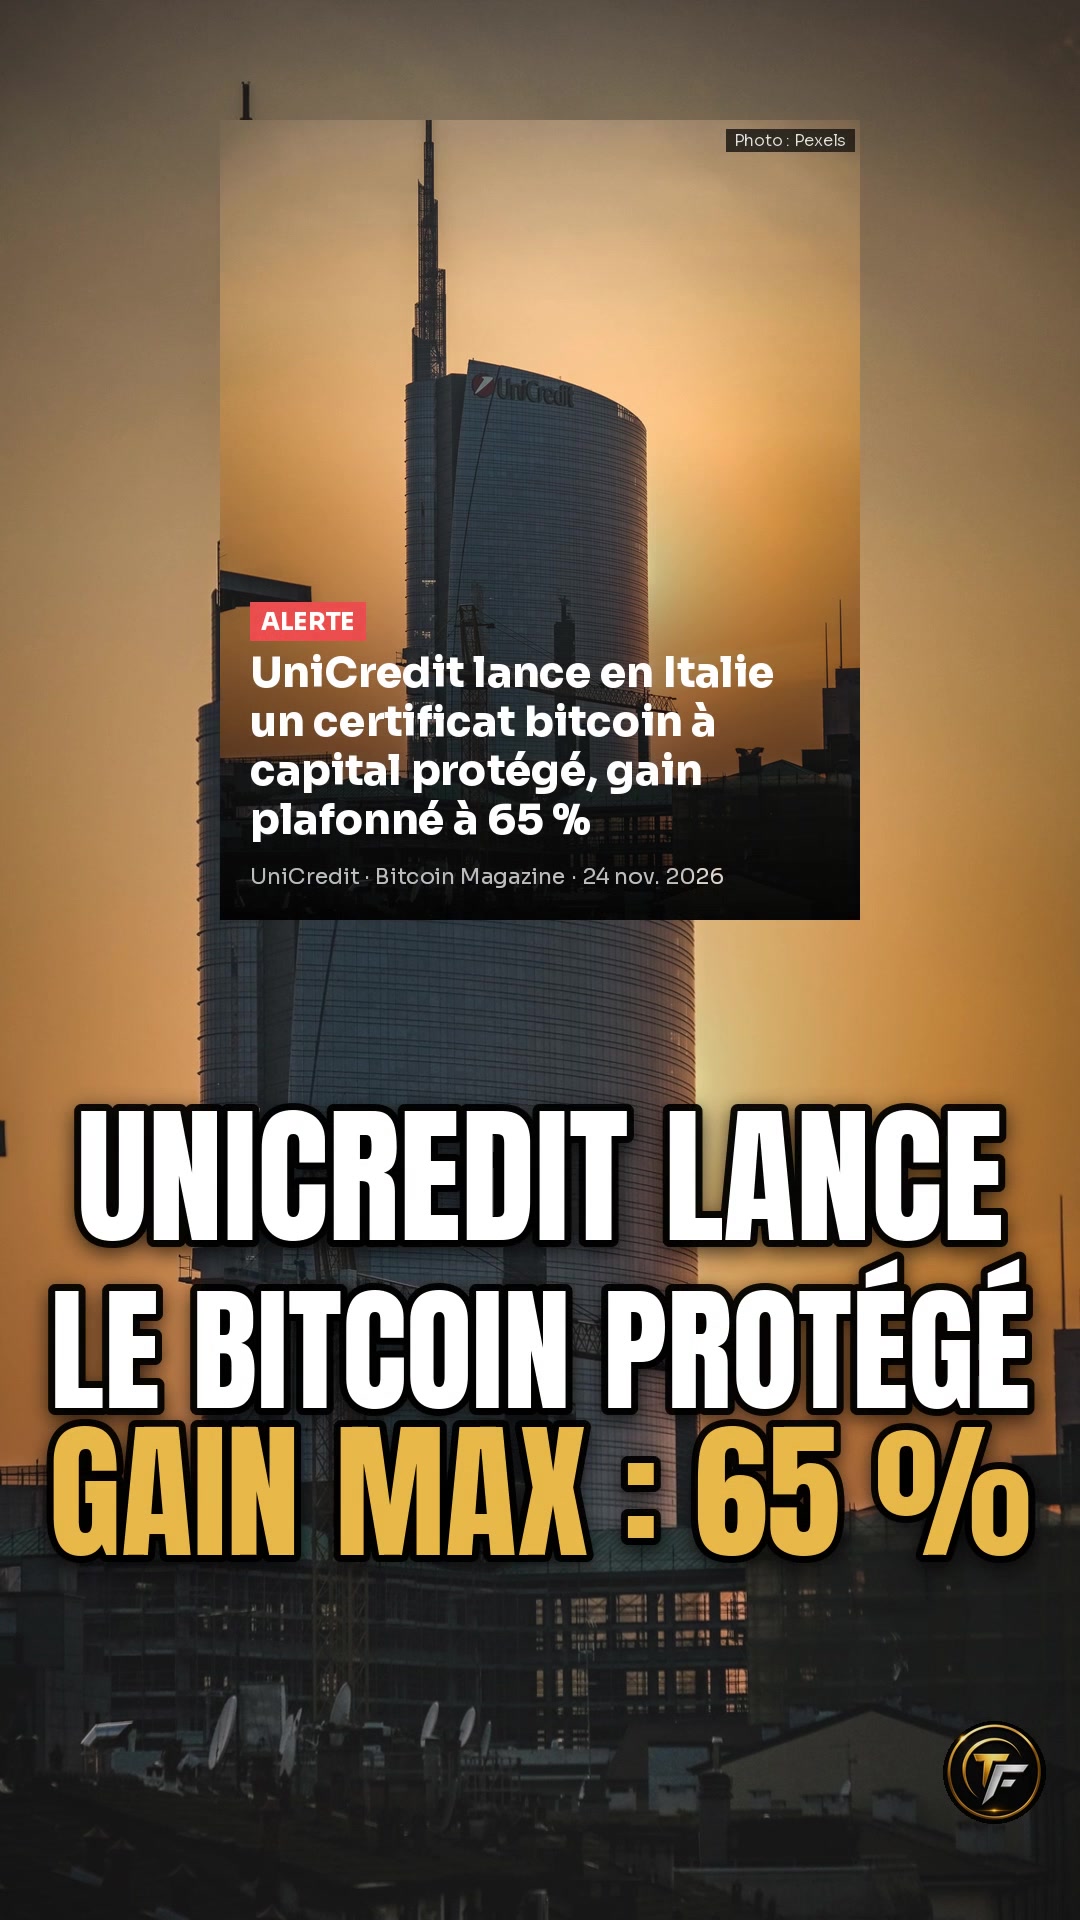 Photo : Pexels
UniCredit
ALERTE
UniCredit lance en Italie
un certificat bitcoin à
capital protégé, gain
plafonné à 65 %
UniCredit · Bitcoin Magazine · 24 nov. 2026
UNICREDIT LANCE
LE BITCOIN PROTÉGÉ
GAIN MAX : 65 %
TF